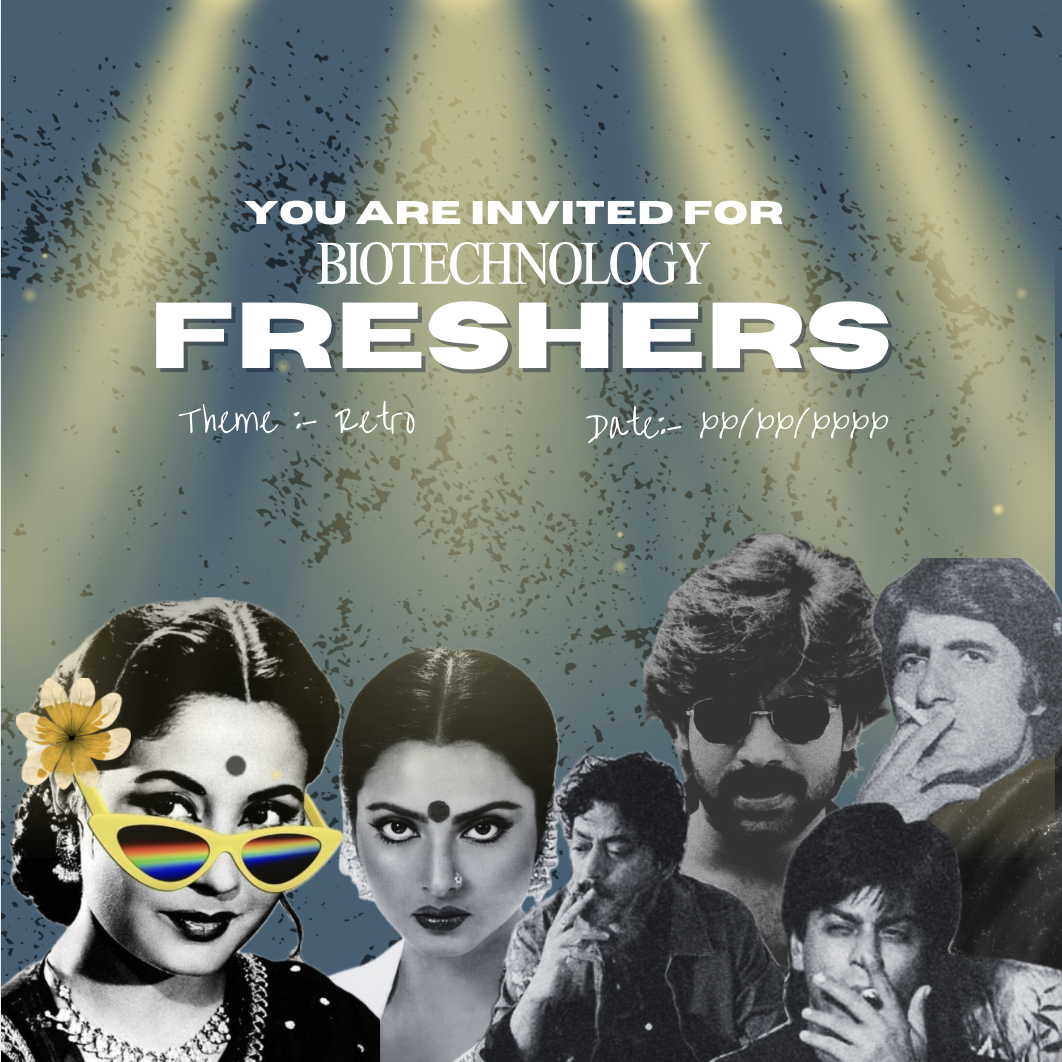 YOU ARE INVITED FOR
BIOTECHNOLOGY
FRESHERS
Theme :- Retro
Date:- pp/pp/pppp